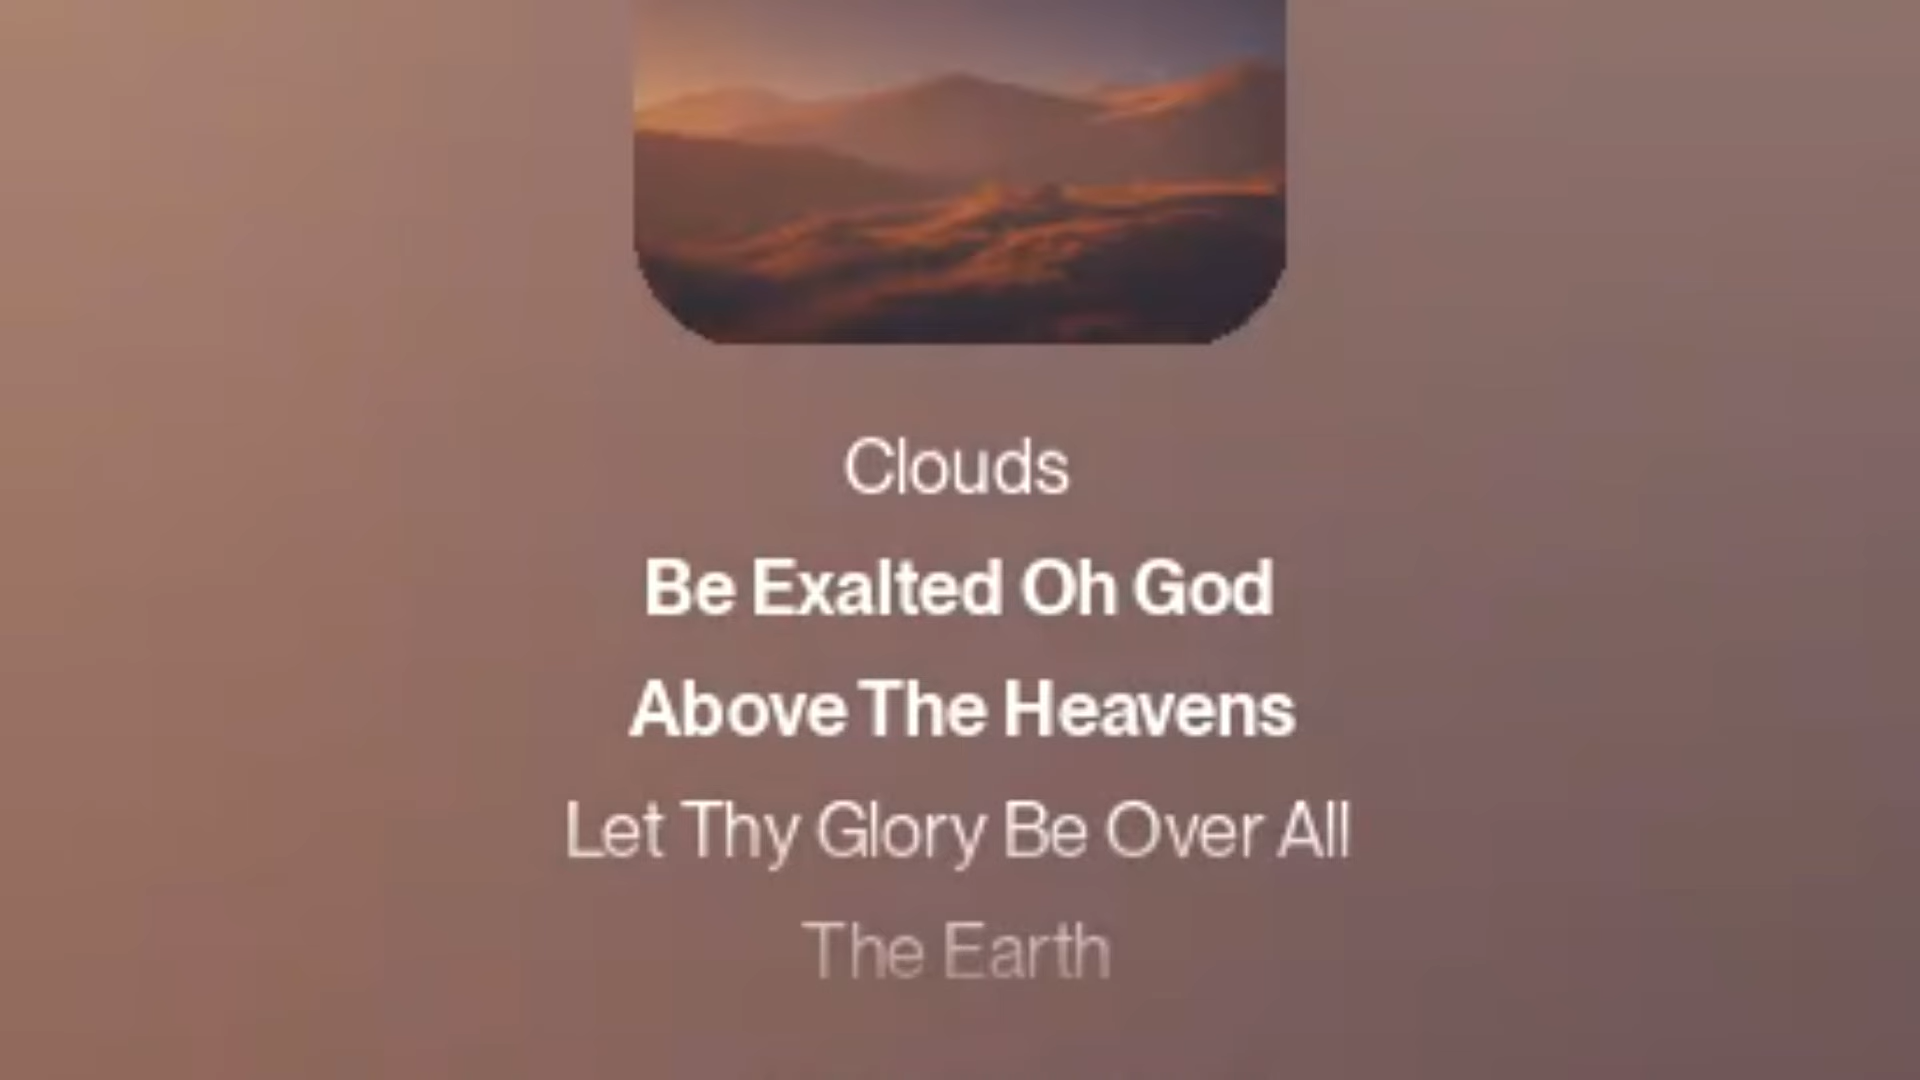 Clouds
Be Exalted Oh God
Above The Heavens
Let Thy Glory Be Over All
The Earth